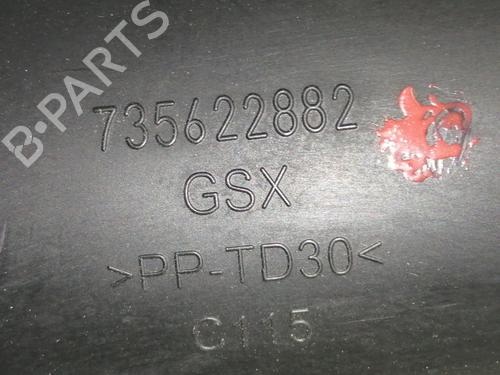 B-PARTS
735622882
GSX
>PP-TD30<
C115